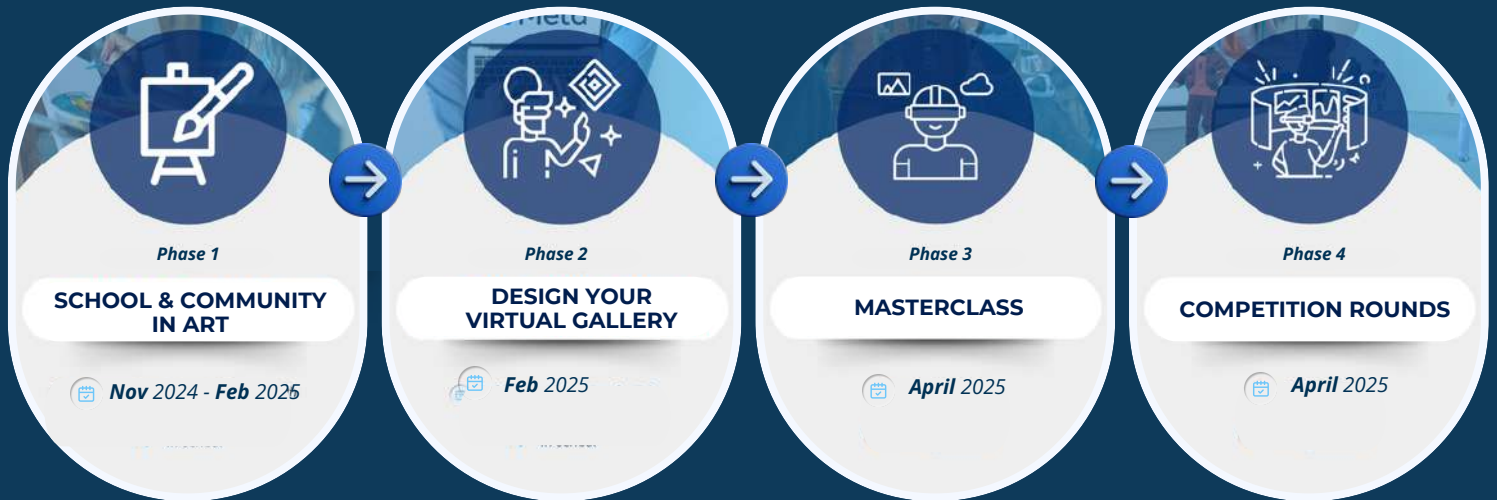 Meta
Phase 1
SCHOOL & COMMUNITY
IN ART
Nov 2024 - Feb 2025
Phase 2
DESIGN YOUR
VIRTUAL GALLERY
Feb 2025
Phase 3
MASTERCLASS
April 2025
Phase 4
COMPETITION ROUNDS
April 2025